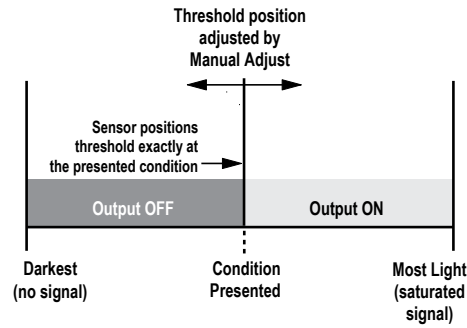 Threshold position
adjusted by
Manual Adjust
Sensor positions
threshold exactly at
the presented condition
Output OFF
Output ON
Darkest
(no signal)
Condition
Presented
Most Light
(saturated
signal)